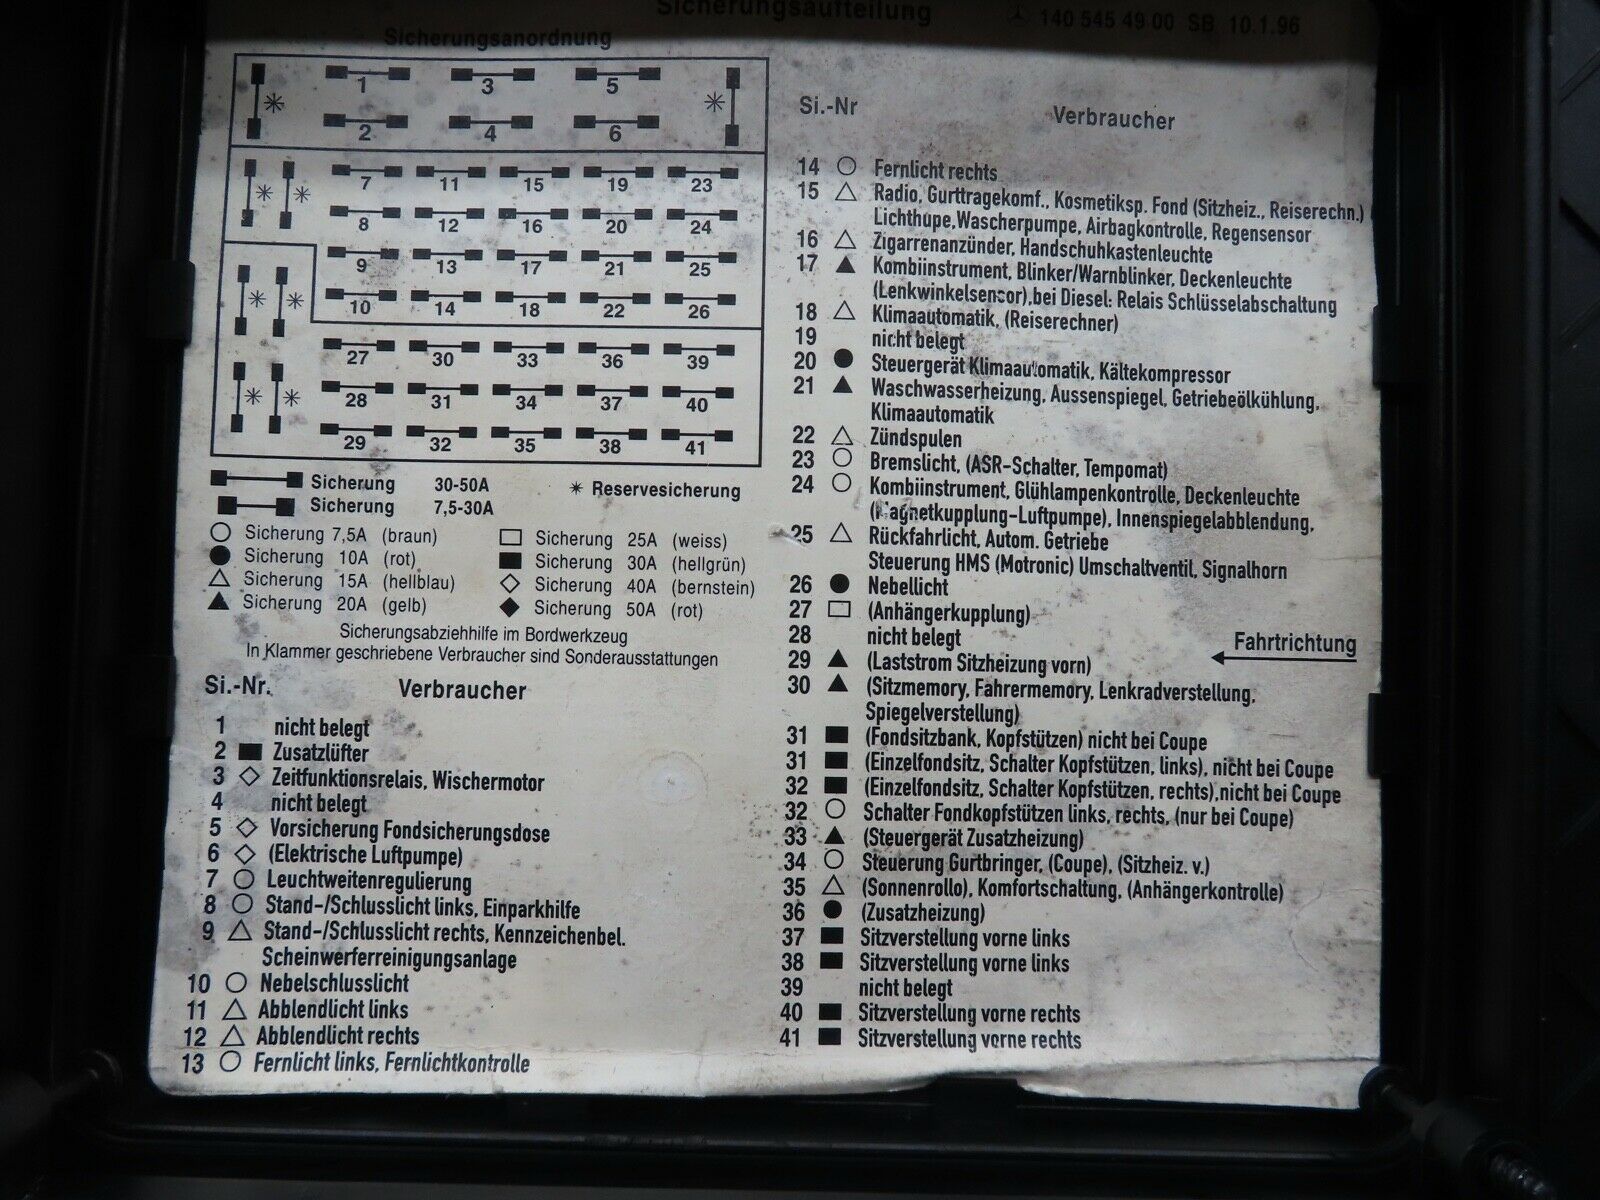 Sicherungsaufteilung 140 545 49 00 SB 10.1.96
Sicherungsanordnung
1 3 5
* *
2 4 6
7 11 15 19 23
* *
8 12 16 20 24
9 13 17 21 25
* *
10 14 18 22 26
27 30 33 36 39
* *
28 31 34 37 40
29 32 35 38 41
Sicherung 30-50A * Reservesicherung
Sicherung 7,5-30A
○ Sicherung 7,5A (braun) □ Sicherung 25A (weiss)
● Sicherung 10A (rot) ■ Sicherung 30A (hellgrün)
△ Sicherung 15A (hellblau) ◇ Sicherung 40A (bernstein)
▲ Sicherung 20A (gelb) ◆ Sicherung 50A (rot)
Sicherungsabziehhilfe im Bordwerkzeug
In Klammer geschriebene Verbraucher sind Sonderausstattungen
Si.-Nr. Verbraucher
1 nicht belegt
2 ■ Zusatzlüfter
3 ◇ Zeitfunktionsrelais, Wischermotor
4 nicht belegt
5 ◇ Vorsicherung Fondsicherungsdose
6 ◇ (Elektrische Luftpumpe)
7 ○ Leuchtweitenregulierung
8 ○ Stand-/Schlusslicht links, Einparkhilfe
9 △ Stand-/Schlusslicht rechts, Kennzeichenbel.
Scheinwerferreinigungsanlage
10 ○ Nebelschlusslicht
11 △ Abblendlicht links
12 △ Abblendlicht rechts
13 ○ Fernlicht links, Fernlichtkontrolle
Si.-Nr Verbraucher
14 ○ Fernlicht rechts
15 △ Radio, Gurttragekomf., Kosmetiksp. Fond (Sitzheiz., Reiserechn.)
Lichthupe,Wascherpumpe, Airbagkontrolle, Regensensor
16 △ Zigarrenanzünder, Handschuhkastenleuchte
17 ▲ Kombiinstrument, Blinker/Warnblinker, Deckenleuchte
(Lenkwinkelsensor),bei Diesel: Relais Schlüsselabschaltung
18 △ Klimaautomatik, (Reiserechner)
19 nicht belegt
20 ● Steuergerät Klimaautomatik, Kältekompressor
21 ▲ Waschwasserheizung, Aussenspiegel, Getriebeölkühlung,
Klimaautomatik
22 △ Zündspulen
23 ○ Bremslicht, (ASR-Schalter, Tempomat)
24 ○ Kombiinstrument, Glühlampenkontrolle, Deckenleuchte
(Magnetkupplung-Luftpumpe), Innenspiegelabblendung,
25 △ Rückfahrlicht, Autom. Getriebe
Steuerung HMS (Motronic) Umschaltventil, Signalhorn
26 ● Nebellicht
27 □ (Anhängerkupplung)
28 nicht belegt
Fahrtrichtung
29 ▲ (Laststrom Sitzheizung vorn)
30 ▲ (Sitzmemory, Fahrermemory, Lenkradverstellung,
Spiegelverstellung)
31 ■ (Fondsitzbank, Kopfstützen) nicht bei Coupe
31 ■ (Einzelfondsitz, Schalter Kopfstützen, links), nicht bei Coupe
32 ■ (Einzelfondsitz, Schalter Kopfstützen, rechts),nicht bei Coupe
32 ○ Schalter Fondkopfstützen links, rechts, (nur bei Coupe)
33 ▲ (Steuergerät Zusatzheizung)
34 ○ Steuerung Gurtbringer, (Coupe), (Sitzheiz. v.)
35 △ (Sonnenrollo), Komfortschaltung, (Anhängerkontrolle)
36 ● (Zusatzheizung)
37 ■ Sitzverstellung vorne links
38 ■ Sitzverstellung vorne links
39 nicht belegt
40 ■ Sitzverstellung vorne rechts
41 ■ Sitzverstellung vorne rechts